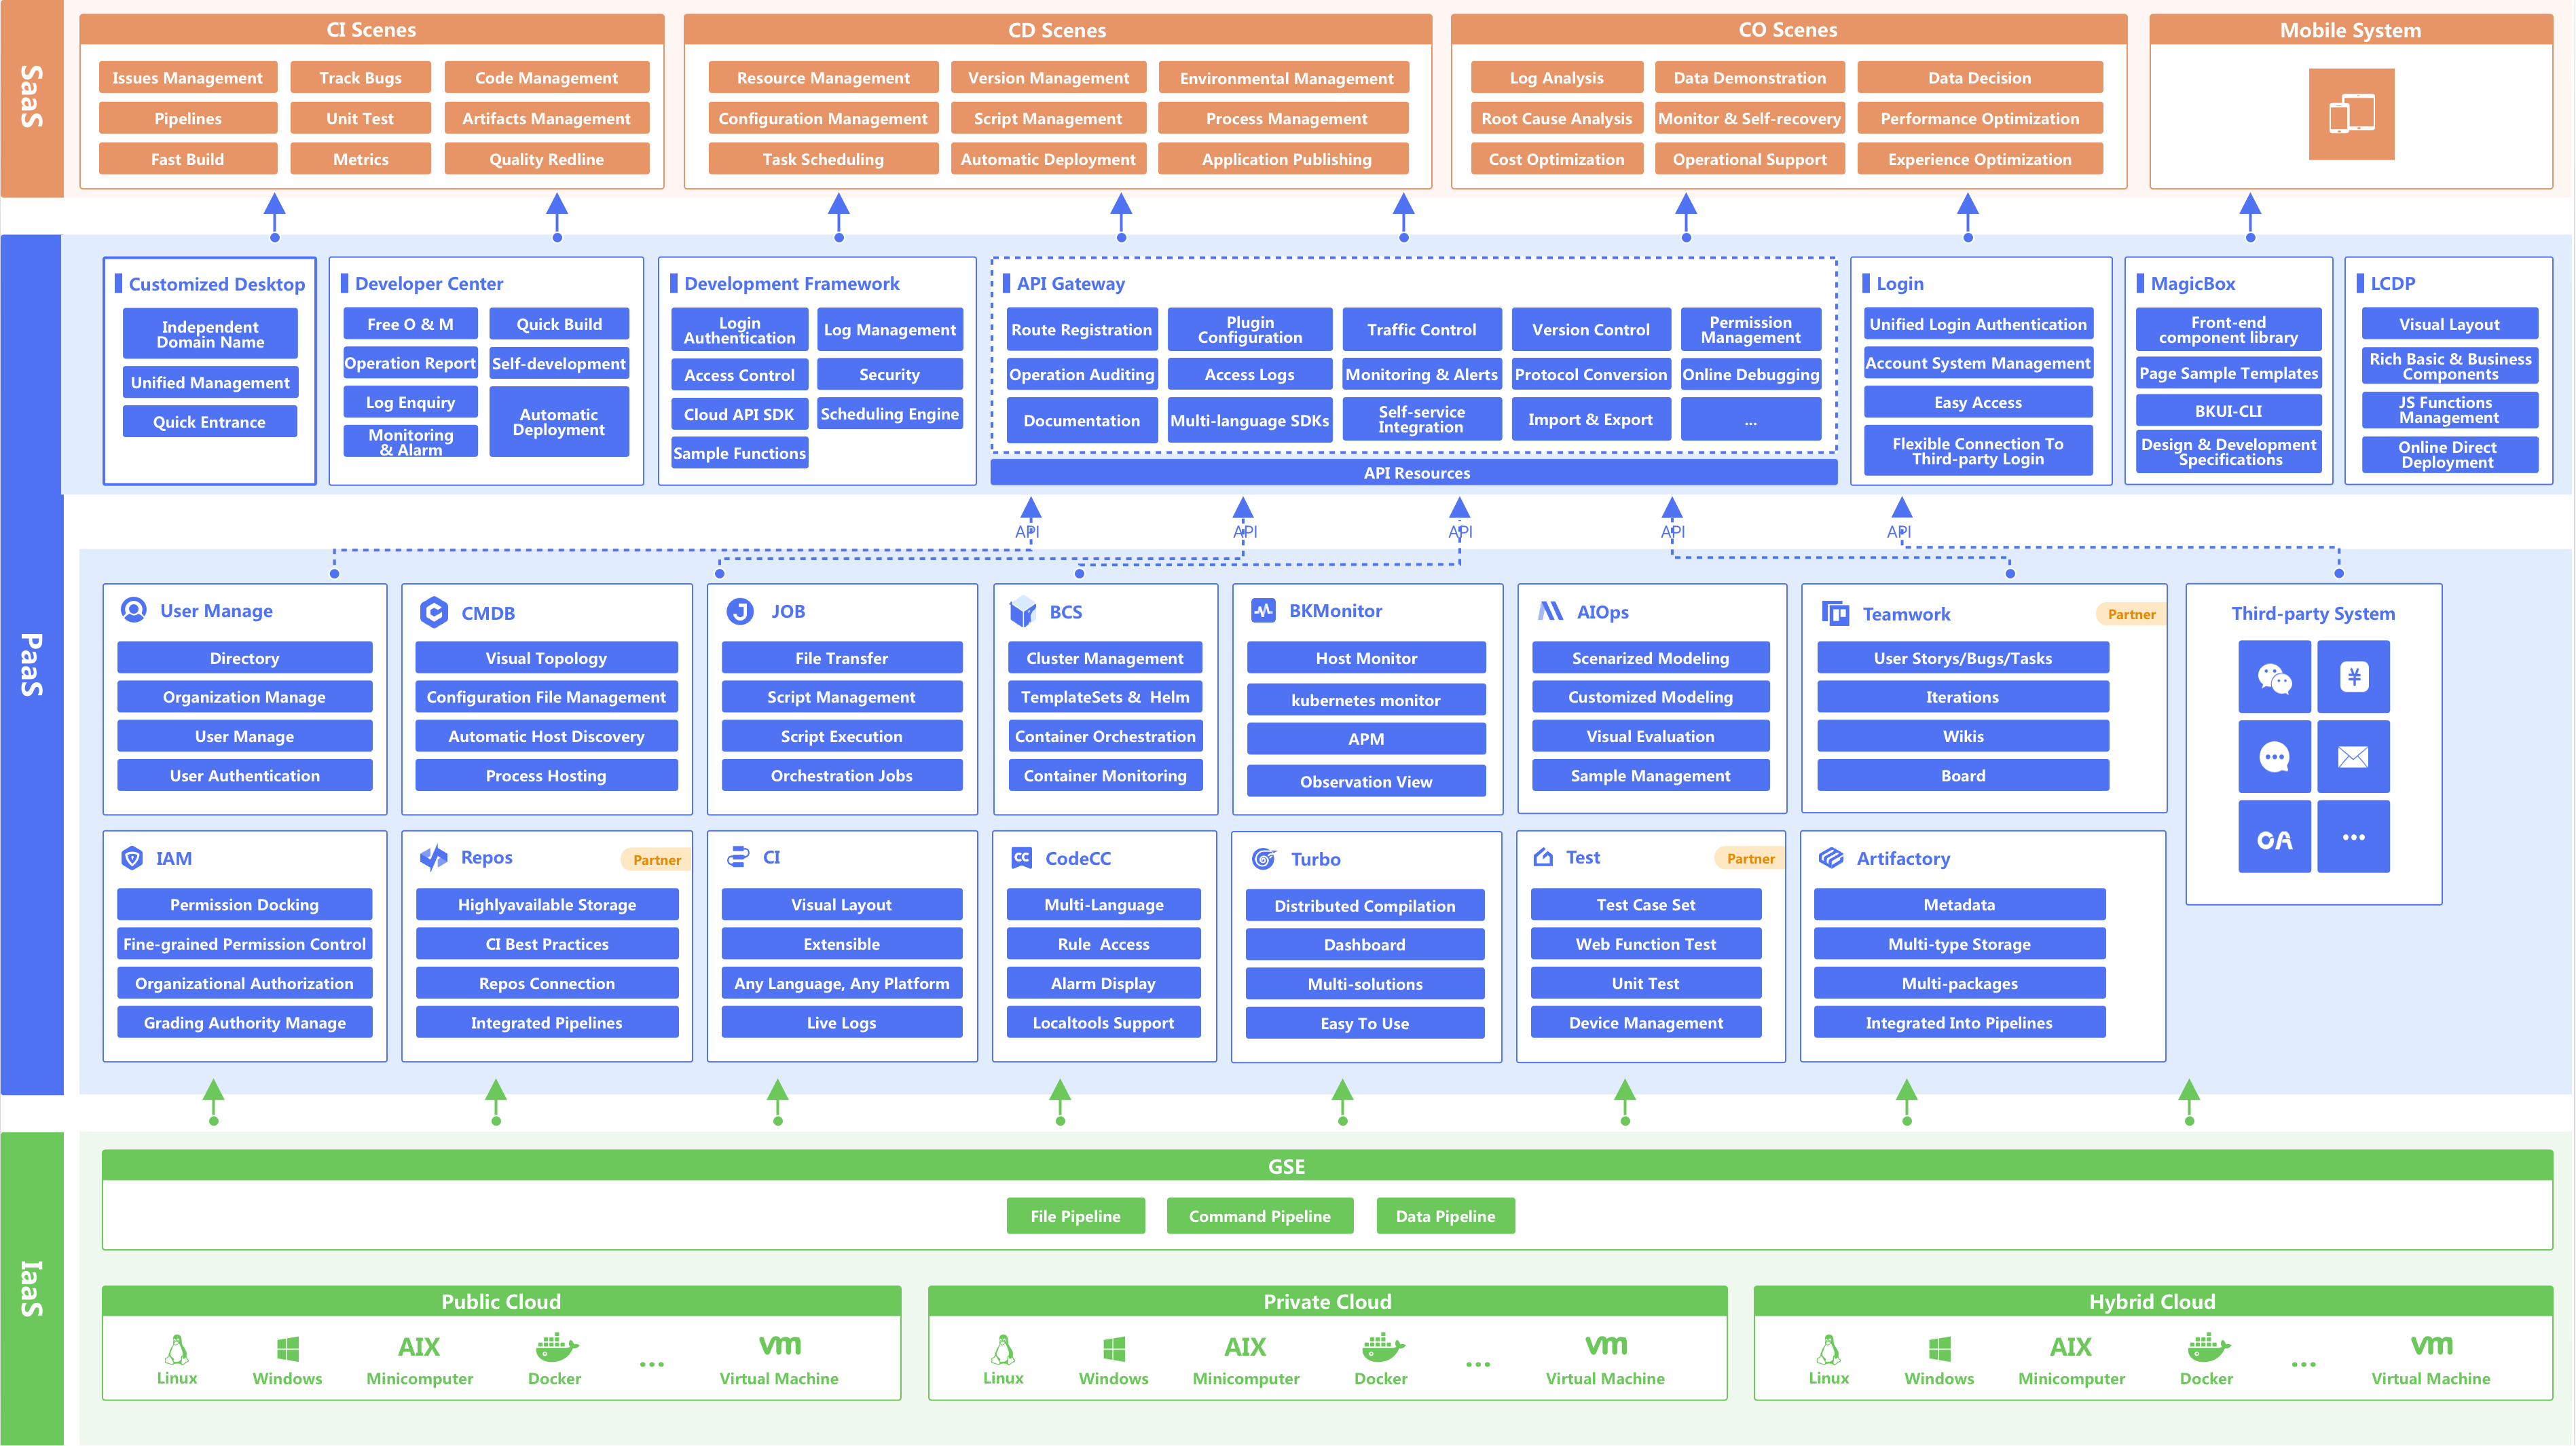 SaaS
CI Scenes
Issues Management
Track Bugs
Code Management
Pipelines
Unit Test
Artifacts Management
Fast Build
Metrics
Quality Redline
CD Scenes
Resource Management
Version Management
Environmental Management
Configuration Management
Script Management
Process Management
Task Scheduling
Automatic Deployment
Application Publishing
CO Scenes
Log Analysis
Data Demonstration
Data Decision
Root Cause Analysis
Monitor & Self-recovery
Performance Optimization
Cost Optimization
Operational Support
Experience Optimization
Mobile System
PaaS
Customized Desktop
Independent
Domain Name
Unified Management
Quick Entrance
Developer Center
Free O & M
Quick Build
Operation Report
Self-development
Log Enquiry
Automatic
Deployment
Monitoring
& Alarm
Development Framework
Login
Authentication
Log Management
Access Control
Security
Cloud API SDK
Scheduling Engine
Sample Functions
API Gateway
Route Registration
Plugin
Configuration
Traffic Control
Version Control
Permission
Management
Operation Auditing
Access Logs
Monitoring & Alerts
Protocol Conversion
Online Debugging
Documentation
Multi-language SDKs
Self-service
Integration
Import & Export
...
API Resources
Login
Unified Login Authentication
Account System Management
Easy Access
Flexible Connection To
Third-party Login
MagicBox
Front-end
component library
Page Sample Templates
BKUI-CLI
Design & Development
Specifications
LCDP
Visual Layout
Rich Basic & Business
Components
JS Functions
Management
Online Direct
Deployment
API
API
API
API
API
User Manage
Directory
Organization Manage
User Manage
User Authentication
CMDB
Visual Topology
Configuration File Management
Automatic Host Discovery
Process Hosting
JOB
File Transfer
Script Management
Script Execution
Orchestration Jobs
BCS
Cluster Management
TemplateSets & Helm
Container Orchestration
Container Monitoring
BKMonitor
Host Monitor
kubernetes monitor
APM
Observation View
AIOps
Scenarized Modeling
Customized Modeling
Visual Evaluation
Sample Management
Teamwork
Partner
User Storys/Bugs/Tasks
Iterations
Wikis
Board
Third-party System
¥
OA
...
IAM
Permission Docking
Fine-grained Permission Control
Organizational Authorization
Grading Authority Manage
Repos
Partner
Highlyavailable Storage
CI Best Practices
Repos Connection
Integrated Pipelines
CI
Visual Layout
Extensible
Any Language, Any Platform
Live Logs
CC
CodeCC
Multi-Language
Rule Access
Alarm Display
Localtools Support
Turbo
Distributed Compilation
Dashboard
Multi-solutions
Easy To Use
Test
Partner
Test Case Set
Web Function Test
Unit Test
Device Management
Artifactory
Metadata
Multi-type Storage
Multi-packages
Integrated Into Pipelines
IaaS
GSE
File Pipeline
Command Pipeline
Data Pipeline
Public Cloud
Linux
Windows
AIX
Minicomputer
Docker
...
vm
Virtual Machine
Private Cloud
Linux
Windows
AIX
Minicomputer
Docker
...
vm
Virtual Machine
Hybrid Cloud
Linux
Windows
AIX
Minicomputer
Docker
...
vm
Virtual Machine